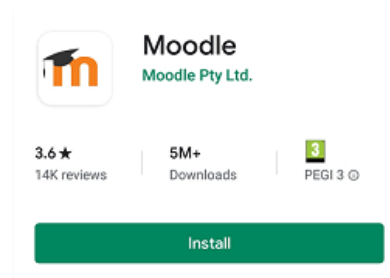 m
Moodle
Moodle Pty Ltd.
3.6★
5M+
3
14K reviews
Downloads
PEGI 3 ⓘ
Install